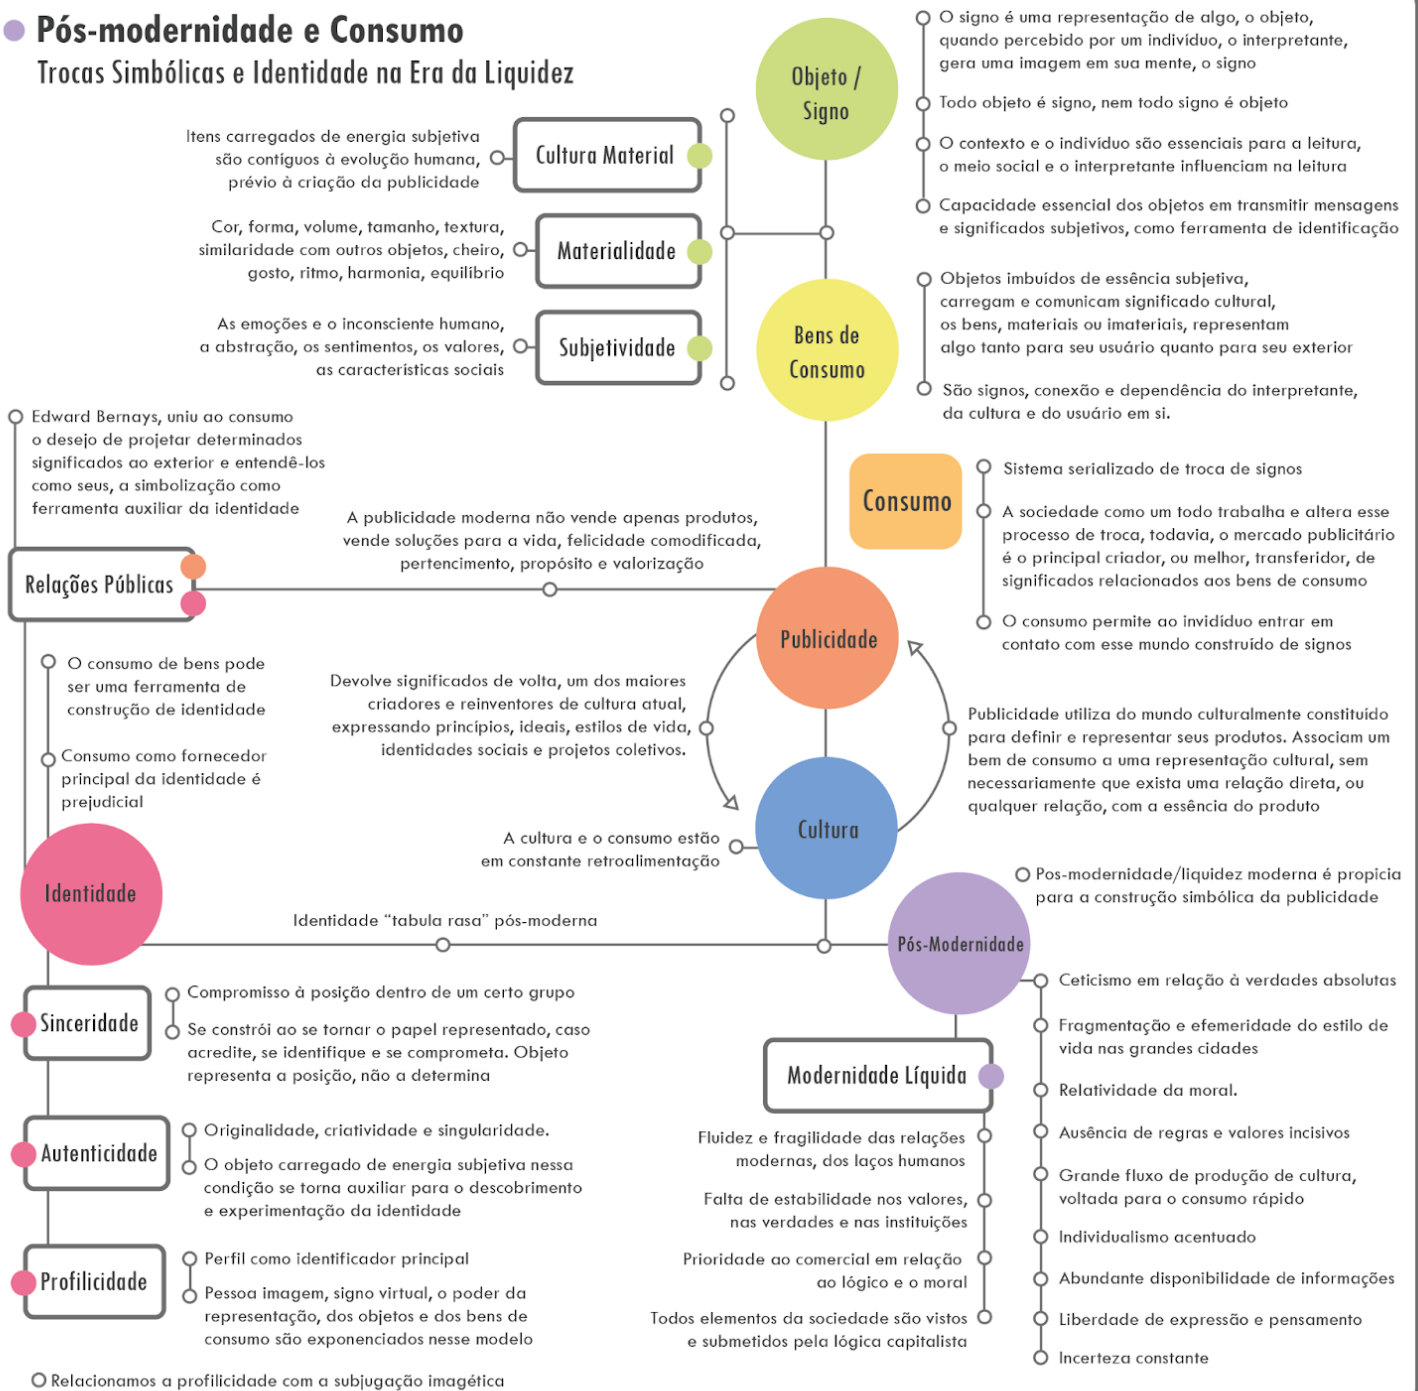 Pós-modernidade e Consumo
Trocas Simbólicas e Identidade na Era da Liquidez
Objeto /
Signo
O signo é uma representação de algo, o objeto,
quando percebido por um indivíduo, o interpretante,
gera uma imagem em sua mente, o signo
Todo objeto é signo, nem todo signo é objeto
O contexto e o indivíduo são essenciais para a leitura,
o meio social e o interpretante influenciam na leitura
Capacidade essencial dos objetos em transmitir mensagens
e significados subjetivos, como ferramenta de identificação
Itens carregados de energia subjetiva
são contíguos à evolução humana,
prévio à criação da publicidade
Cultura Material
Cor, forma, volume, tamanho, textura,
similaridade com outros objetos, cheiro,
gosto, ritmo, harmonia, equilíbrio
Materialidade
As emoções e o inconsciente humano,
a abstração, os sentimentos, os valores,
as características sociais
Subjetividade
Bens de
Consumo
Objetos imbuídos de essência subjetiva,
carregam e comunicam significado cultural,
os bens, materiais ou imateriais, representam
algo tanto para seu usuário quanto para seu exterior
São signos, conexão e dependência do interpretante,
da cultura e do usuário em si.
Edward Bernays, uniu ao consumo
o desejo de projetar determinados
significados ao exterior e entendê-los
como seus, a simbolização como
ferramenta auxiliar da identidade
Relações Públicas
A publicidade moderna não vende apenas produtos,
vende soluções para a vida, felicidade comodificada,
pertencimento, propósito e valorização
Consumo
Sistema serializado de troca de signos
A sociedade como um todo trabalha e altera esse
processo de troca, todavia, o mercado publicitário
é o principal criador, ou melhor, transferidor, de
significados relacionados aos bens de consumo
O consumo permite ao invidíduo entrar em
contato com esse mundo construído de signos
Publicidade
O consumo de bens pode
ser uma ferramenta de
construção de identidade
Consumo como fornecedor
principal da identidade é
prejudicial
Devolve significados de volta, um dos maiores
criadores e reinventores de cultura atual,
expressando princípios, ideais, estilos de vida,
identidades sociais e projetos coletivos.
Publicidade utiliza do mundo culturalmente constituído
para definir e representar seus produtos. Associam um
bem de consumo a uma representação cultural, sem
necessariamente que exista uma relação direta, ou
qualquer relação, com a essência do produto
Cultura
A cultura e o consumo estão
em constante retroalimentação
Identidade
Identidade “tabula rasa” pós-moderna
Pós-Modernidade
Pos-modernidade/liquidez moderna é propicia
para a construção simbólica da publicidade
Ceticismo em relação à verdades absolutas
Fragmentação e efemeridade do estilo de
vida nas grandes cidades
Relatividade da moral.
Ausência de regras e valores incisivos
Grande fluxo de produção de cultura,
voltada para o consumo rápido
Individualismo acentuado
Abundante disponibilidade de informações
Liberdade de expressão e pensamento
Incerteza constante
Modernidade Líquida
Fluidez e fragilidade das relações
modernas, dos laços humanos
Falta de estabilidade nos valores,
nas verdades e nas instituições
Prioridade ao comercial em relação
ao lógico e o moral
Todos elementos da sociedade são vistos
e submetidos pela lógica capitalista
Sinceridade
Compromisso à posição dentro de um certo grupo
Se constrói ao se tornar o papel representado, caso
acredite, se identifique e se comprometa. Objeto
representa a posição, não a determina
Autenticidade
Originalidade, criatividade e singularidade.
O objeto carregado de energia subjetiva nessa
condição se torna auxiliar para o descobrimento
e experimentação da identidade
Profilicidade
Perfil como identificador principal
Pessoa imagem, signo virtual, o poder da
representação, dos objetos e dos bens de
consumo são exponenciados nesse modelo
Relacionamos a profilicidade com a subjugação imagética